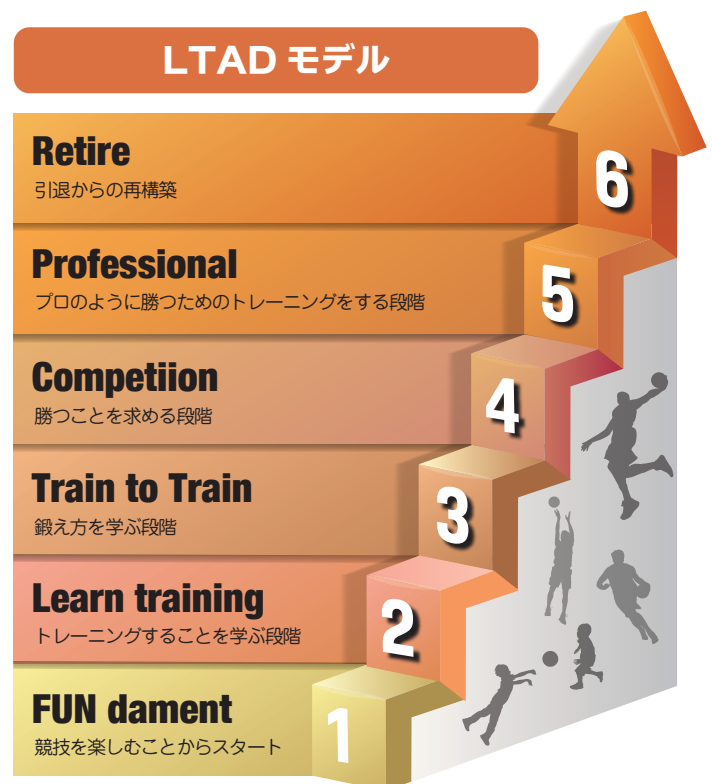 LTAD モデル
Retire
引退からの再構築
6
Professional
プロのように勝つためのトレーニングをする段階
5
Competiion
勝つことを求める段階
4
Train to Train
鍛え方を学ぶ段階
3
Learn training
トレーニングすることを学ぶ段階
2
FUN dament
競技を楽しむことからスタート
1